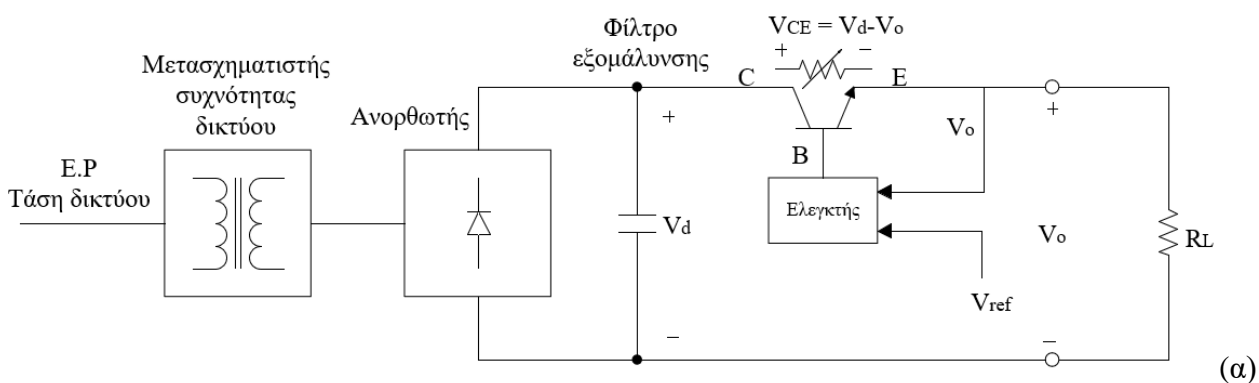 Φίλτρο
εξομάλυνσης
VCE = Vd-Vo
+ −
Μετασχηματιστής
συχνότητας
δικτύου
Ανορθωτής
C
E
+
Vo
+
B
Ε.Ρ
Τάση δικτύου
Ελεγκτής
Vd
Vo
RL
Vref
−
−
(α)